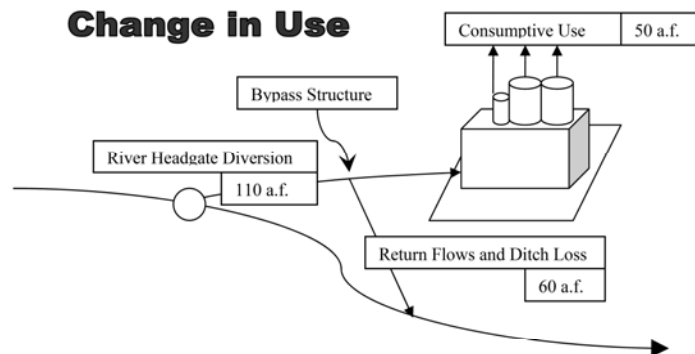 Change in Use
Consumptive Use 50 a.f.
Bypass Structure
River Headgate Diversion
110 a.f.
Return Flows and Ditch Loss
60 a.f.